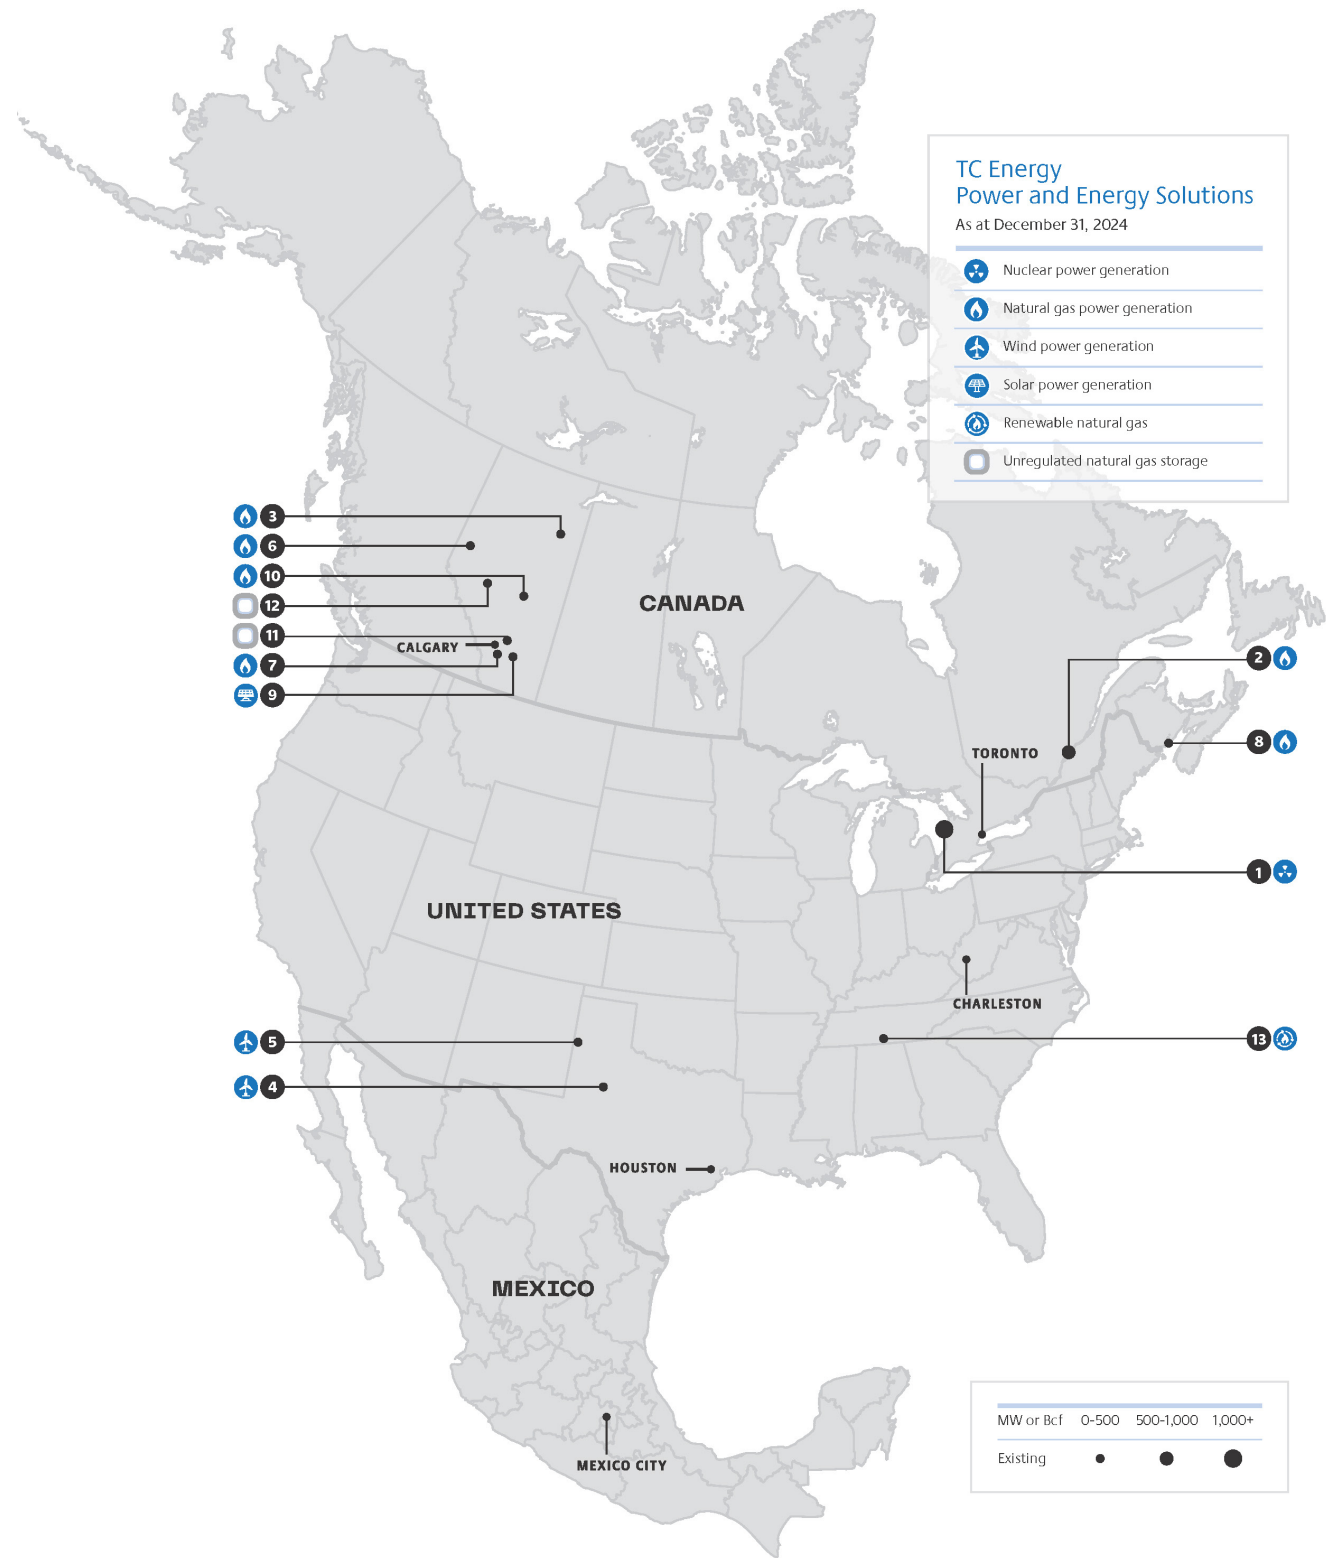 TC Energy
Power and Energy Solutions
As at December 31, 2024
Nuclear power generation
Natural gas power generation
Wind power generation
Solar power generation
Renewable natural gas
Unregulated natural gas storage
3
6
10
12
11
7
9
CALGARY
CANADA
2
8
TORONTO
1
UNITED STATES
CHARLESTON
13
5
4
HOUSTON
MEXICO
MEXICO CITY
MW or Bcf 0-500 500-1,000 1,000+
Existing